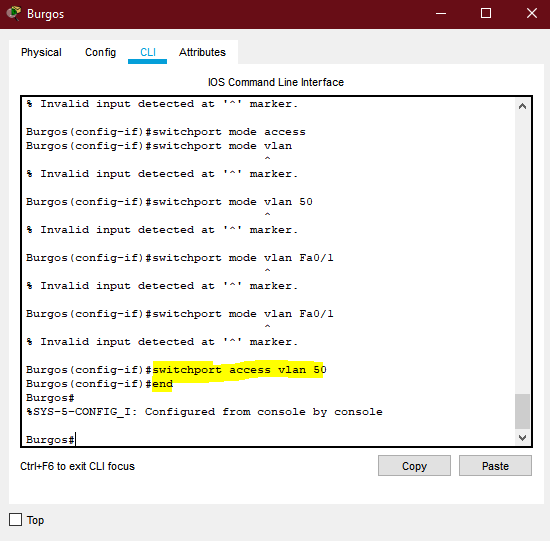 Burgos
Physical Config CLI Attributes
IOS Command Line Interface
% Invalid input detected at '^' marker.
Burgos(config-if)#switchport mode access
Burgos(config-if)#switchport mode vlan
^
% Invalid input detected at '^' marker.
Burgos(config-if)#switchport mode vlan 50
^
% Invalid input detected at '^' marker.
Burgos(config-if)#switchport mode vlan Fa0/1
^
% Invalid input detected at '^' marker.
Burgos(config-if)#switchport mode vlan Fa0/1
^
% Invalid input detected at '^' marker.
Burgos(config-if)#switchport access vlan 50
Burgos(config-if)#end
Burgos#
%SYS-5-CONFIG_I: Configured from console by console
Burgos#
Ctrl+F6 to exit CLI focus Copy Paste
Top